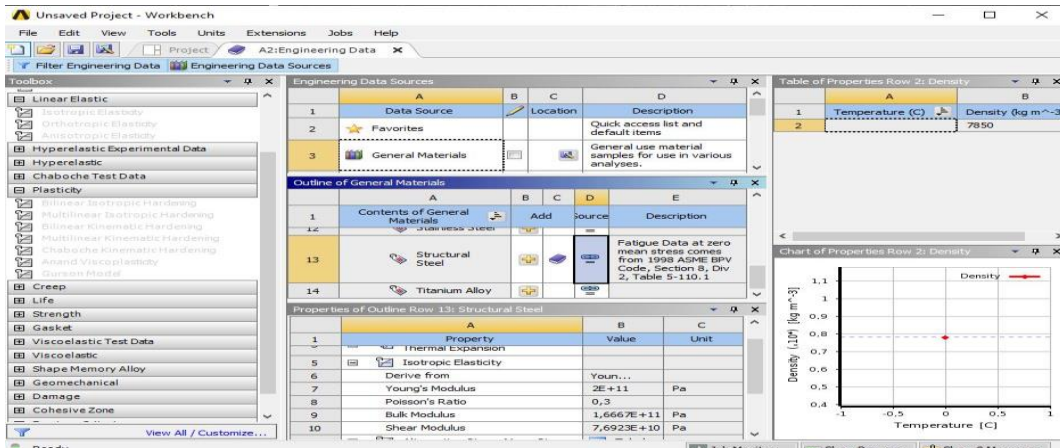 Unsaved Project - Workbench
File Edit View Tools Units Extensions Jobs Help
Project A2:Engineering Data
Filter Engineering Data Engineering Data Sources
Toolbox
Linear Elastic
Isotropic Elasticity
Orthotropic Elasticity
Anisotropic Elasticity
Hyperelastic Experimental Data
Hyperelastic
Chaboche Test Data
Plasticity
Bilinear Isotropic Hardening
Multilinear Isotropic Hardening
Bilinear Kinematic Hardening
Multilinear Kinematic Hardening
Chaboche Kinematic Hardening
Anand Viscoplasticity
Gurson Model
Creep
Life
Strength
Gasket
Viscoelastic Test Data
Viscoelastic
Shape Memory Alloy
Geomechanical
Damage
Cohesive Zone
View All / Customize...
Engineering Data Sources
A B C D
1 Data Source Location Description
2 Favorites Quick access list and
default items
3 General Materials General use material
samples for use in various
analyses.
Outline of General Materials
A B C D E
1 Contents of General
Materials Add Source Description
12 Stainless Steel
13 Structural
Steel Fatigue Data at zero
mean stress comes
from 1998 ASME BPV
Code, Section 8, Div
2, Table 5-110.1
14 Titanium Alloy
Properties of Outline Row 13: Structural Steel
A B C
1 Property Value Unit
Thermal Expansion
5 Isotropic Elasticity
6 Derive from Youn...
7 Young's Modulus 2E+11 Pa
8 Poisson's Ratio 0,3
9 Bulk Modulus 1,6667E+11 Pa
10 Shear Modulus 7,6923E+10 Pa
Table of Properties Row 2: Density
A B
1 Temperature (C) Density (kg m^-3
2 7850
Chart of Properties Row 2: Density
Density
1,1
1
0,9
0,8
0,7
0,6
0,5
0,4
Density (.10⁴) [kg m^-3]
-1 -0,5 0 0,5 1
Temperature [C]